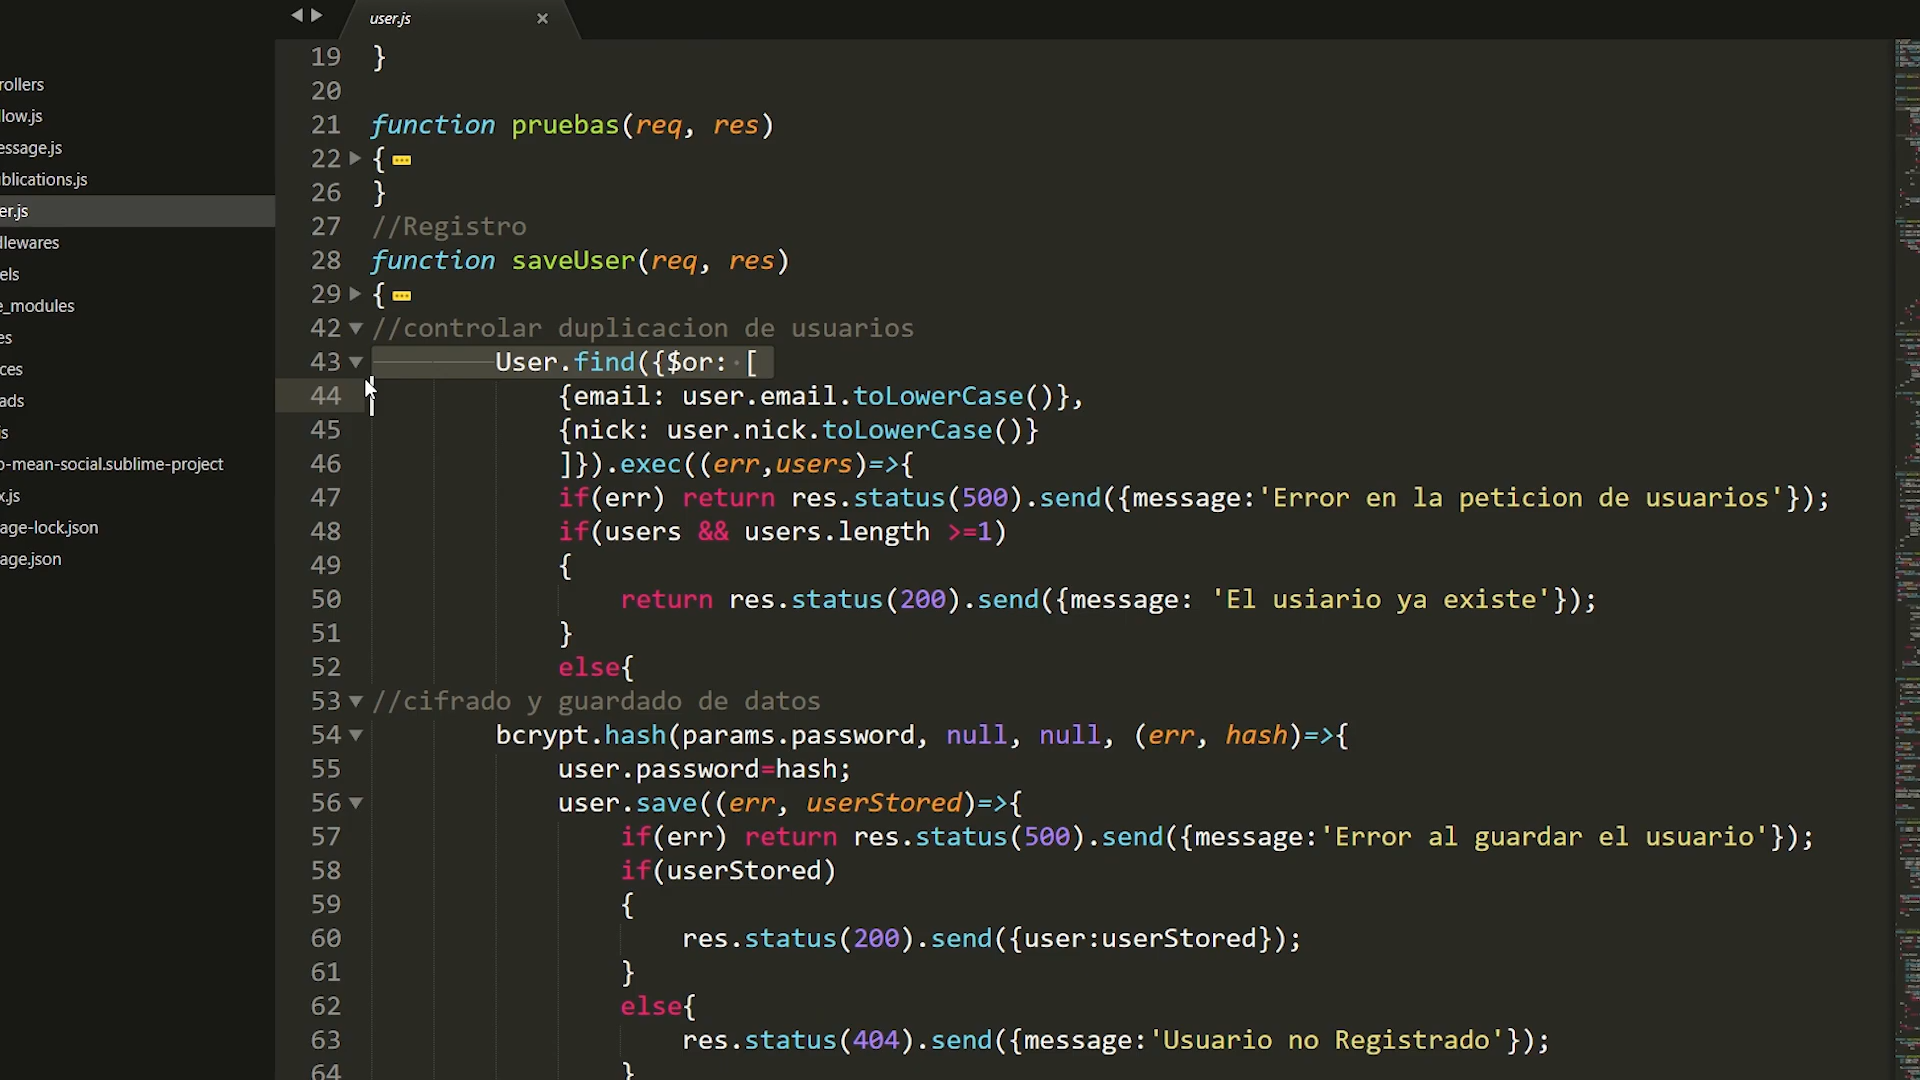 user.js
rollers
llow.js
essage.js
ublications.js
er.js
dlewares
els
e_modules
es
ces
ads
js
o-mean-social.sublime-project
x.js
age-lock.json
age.json
19 }
20
21 function pruebas(req, res)
22 {
26 }
27 //Registro
28 function saveUser(req, res)
29 {
42 //controlar duplicacion de usuarios
43 User.find({$or: [
44 {email: user.email.toLowerCase()},
45 {nick: user.nick.toLowerCase()}
46 ]}).exec((err,users)=>{
47 if(err) return res.status(500).send({message:'Error en la peticion de usuarios'});
48 if(users && users.length >=1)
49 {
50 return res.status(200).send({message: 'El usiario ya existe'});
51 }
52 else{
53 //cifrado y guardado de datos
54 bcrypt.hash(params.password, null, null, (err, hash)=>{
55 user.password=hash;
56 user.save((err, userStored)=>{
57 if(err) return res.status(500).send({message:'Error al guardar el usuario'});
58 if(userStored)
59 {
60 res.status(200).send({user:userStored});
61 }
62 else{
63 res.status(404).send({message:'Usuario no Registrado'});
64 }